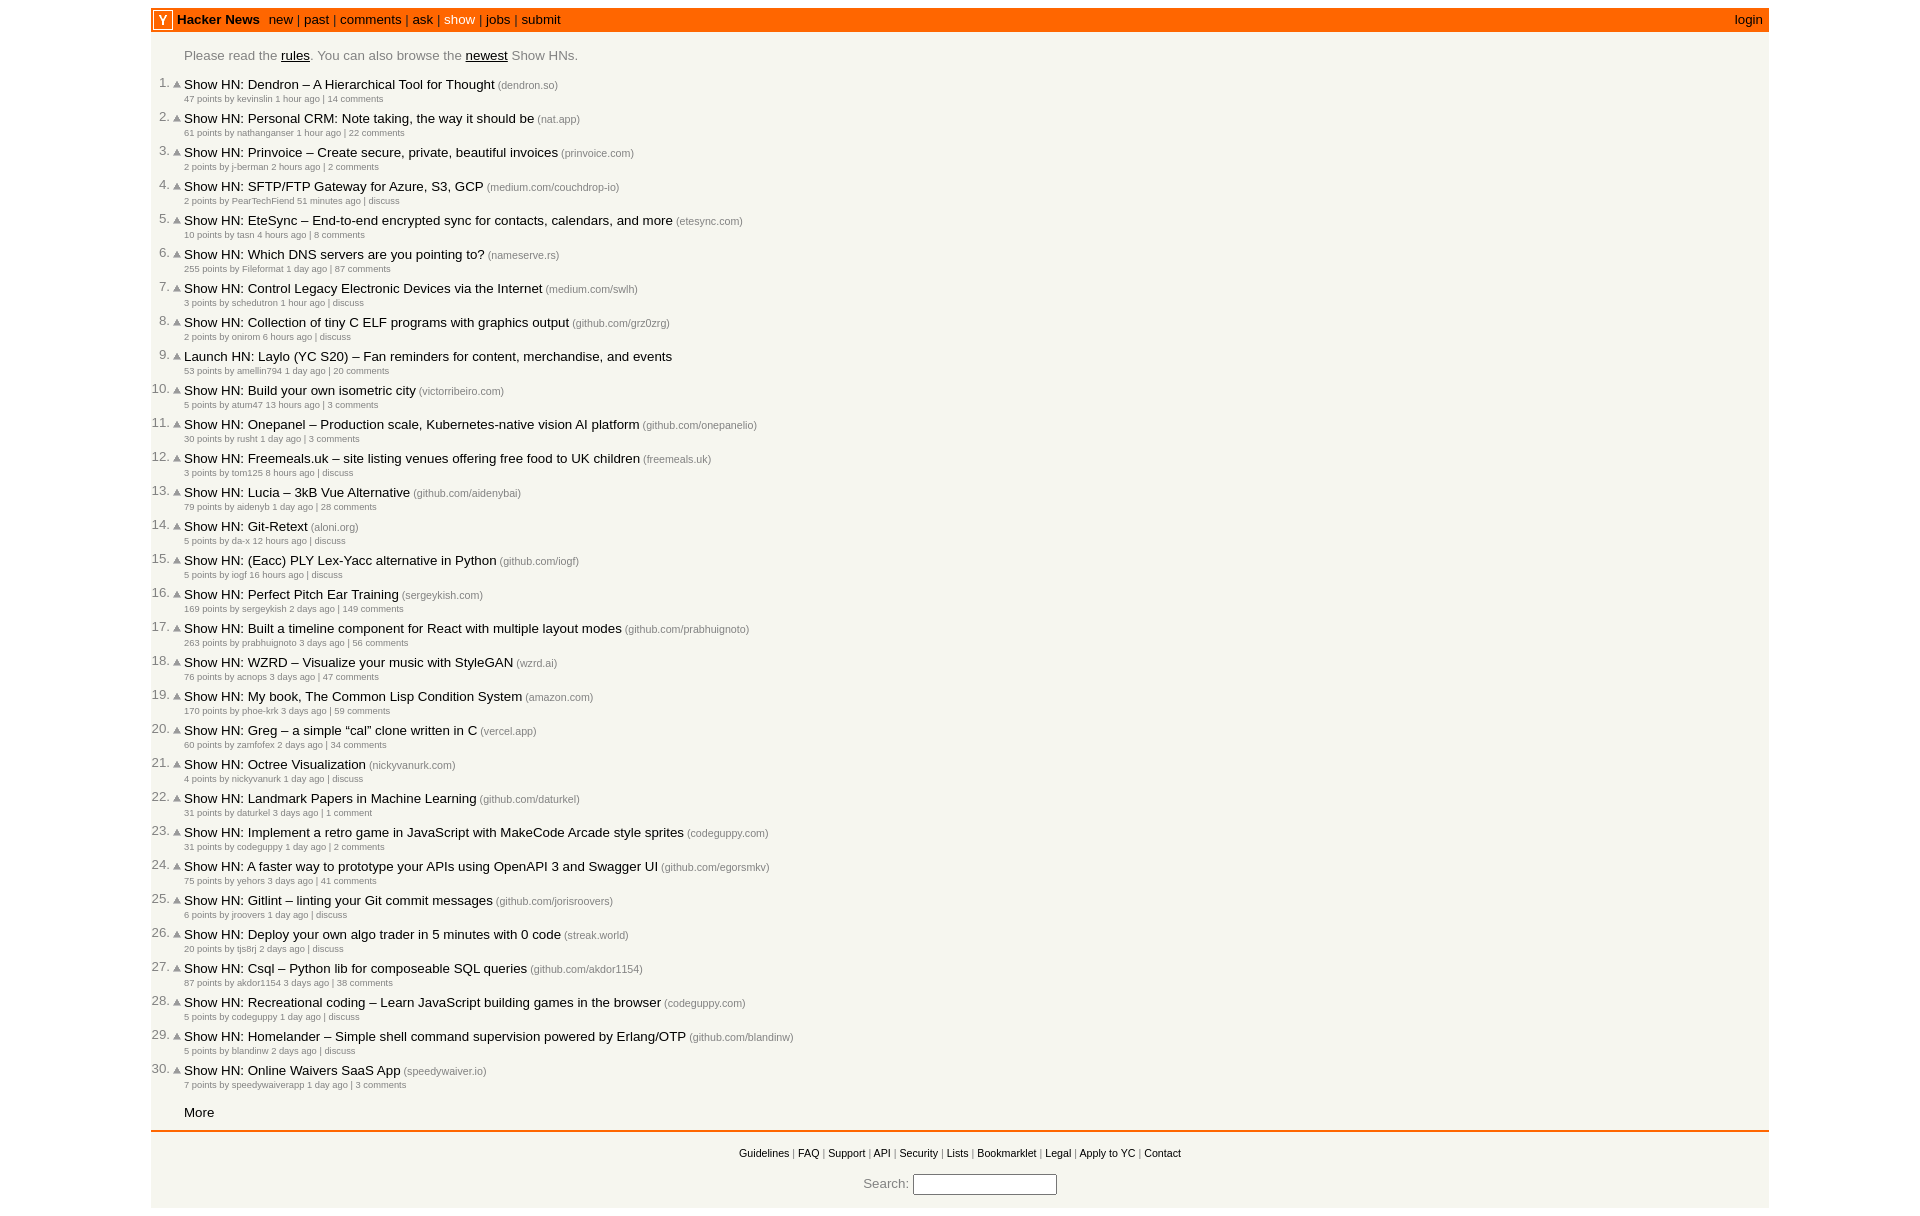 Y Hacker News new | past | comments | ask | show | jobs | submit login
Please read the rules. You can also browse the newest Show HNs.
1. Show HN: Dendron – A Hierarchical Tool for Thought (dendron.so)
47 points by kevinslin 1 hour ago | 14 comments
2. Show HN: Personal CRM: Note taking, the way it should be (nat.app)
61 points by nathanganser 1 hour ago | 22 comments
3. Show HN: Prinvoice – Create secure, private, beautiful invoices (prinvoice.com)
2 points by j-berman 2 hours ago | 2 comments
4. Show HN: SFTP/FTP Gateway for Azure, S3, GCP (medium.com/couchdrop-io)
2 points by PearTechFiend 51 minutes ago | discuss
5. Show HN: EteSync – End-to-end encrypted sync for contacts, calendars, and more (etesync.com)
10 points by tasn 4 hours ago | 8 comments
6. Show HN: Which DNS servers are you pointing to? (nameserve.rs)
255 points by Fileformat 1 day ago | 87 comments
7. Show HN: Control Legacy Electronic Devices via the Internet (medium.com/swlh)
3 points by schedutron 1 hour ago | discuss
8. Show HN: Collection of tiny C ELF programs with graphics output (github.com/grz0zrg)
2 points by onirom 6 hours ago | discuss
9. Launch HN: Laylo (YC S20) – Fan reminders for content, merchandise, and events
53 points by amellin794 1 day ago | 20 comments
10. Show HN: Build your own isometric city (victorribeiro.com)
5 points by atum47 13 hours ago | 3 comments
11. Show HN: Onepanel – Production scale, Kubernetes-native vision AI platform (github.com/onepanelio)
30 points by rusht 1 day ago | 3 comments
12. Show HN: Freemeals.uk – site listing venues offering free food to UK children (freemeals.uk)
3 points by tom125 8 hours ago | discuss
13. Show HN: Lucia – 3kB Vue Alternative (github.com/aidenybai)
79 points by aidenyb 1 day ago | 28 comments
14. Show HN: Git-Retext (aloni.org)
5 points by da-x 12 hours ago | discuss
15. Show HN: (Eacc) PLY Lex-Yacc alternative in Python (github.com/iogf)
5 points by iogf 16 hours ago | discuss
16. Show HN: Perfect Pitch Ear Training (sergeykish.com)
169 points by sergeykish 2 days ago | 149 comments
17. Show HN: Built a timeline component for React with multiple layout modes (github.com/prabhuignoto)
263 points by prabhuignoto 3 days ago | 56 comments
18. Show HN: WZRD – Visualize your music with StyleGAN (wzrd.ai)
76 points by acnops 3 days ago | 47 comments
19. Show HN: My book, The Common Lisp Condition System (amazon.com)
170 points by phoe-krk 3 days ago | 59 comments
20. Show HN: Greg – a simple “cal” clone written in C (vercel.app)
60 points by zamfofex 2 days ago | 34 comments
21. Show HN: Octree Visualization (nickyvanurk.com)
4 points by nickyvanurk 1 day ago | discuss
22. Show HN: Landmark Papers in Machine Learning (github.com/daturkel)
31 points by daturkel 3 days ago | 1 comment
23. Show HN: Implement a retro game in JavaScript with MakeCode Arcade style sprites (codeguppy.com)
31 points by codeguppy 1 day ago | 2 comments
24. Show HN: A faster way to prototype your APIs using OpenAPI 3 and Swagger UI (github.com/egorsmkv)
75 points by yehors 3 days ago | 41 comments
25. Show HN: Gitlint – linting your Git commit messages (github.com/jorisroovers)
6 points by jroovers 1 day ago | discuss
26. Show HN: Deploy your own algo trader in 5 minutes with 0 code (streak.world)
20 points by tjs8rj 2 days ago | discuss
27. Show HN: Csql – Python lib for composeable SQL queries (github.com/akdor1154)
87 points by akdor1154 3 days ago | 38 comments
28. Show HN: Recreational coding – Learn JavaScript building games in the browser (codeguppy.com)
5 points by codeguppy 1 day ago | discuss
29. Show HN: Homelander – Simple shell command supervision powered by Erlang/OTP (github.com/blandinw)
5 points by blandinw 2 days ago | discuss
30. Show HN: Online Waivers SaaS App (speedywaiver.io)
7 points by speedywaiverapp 1 day ago | 3 comments
More
Guidelines | FAQ | Support | API | Security | Lists | Bookmarklet | Legal | Apply to YC | Contact
Search: